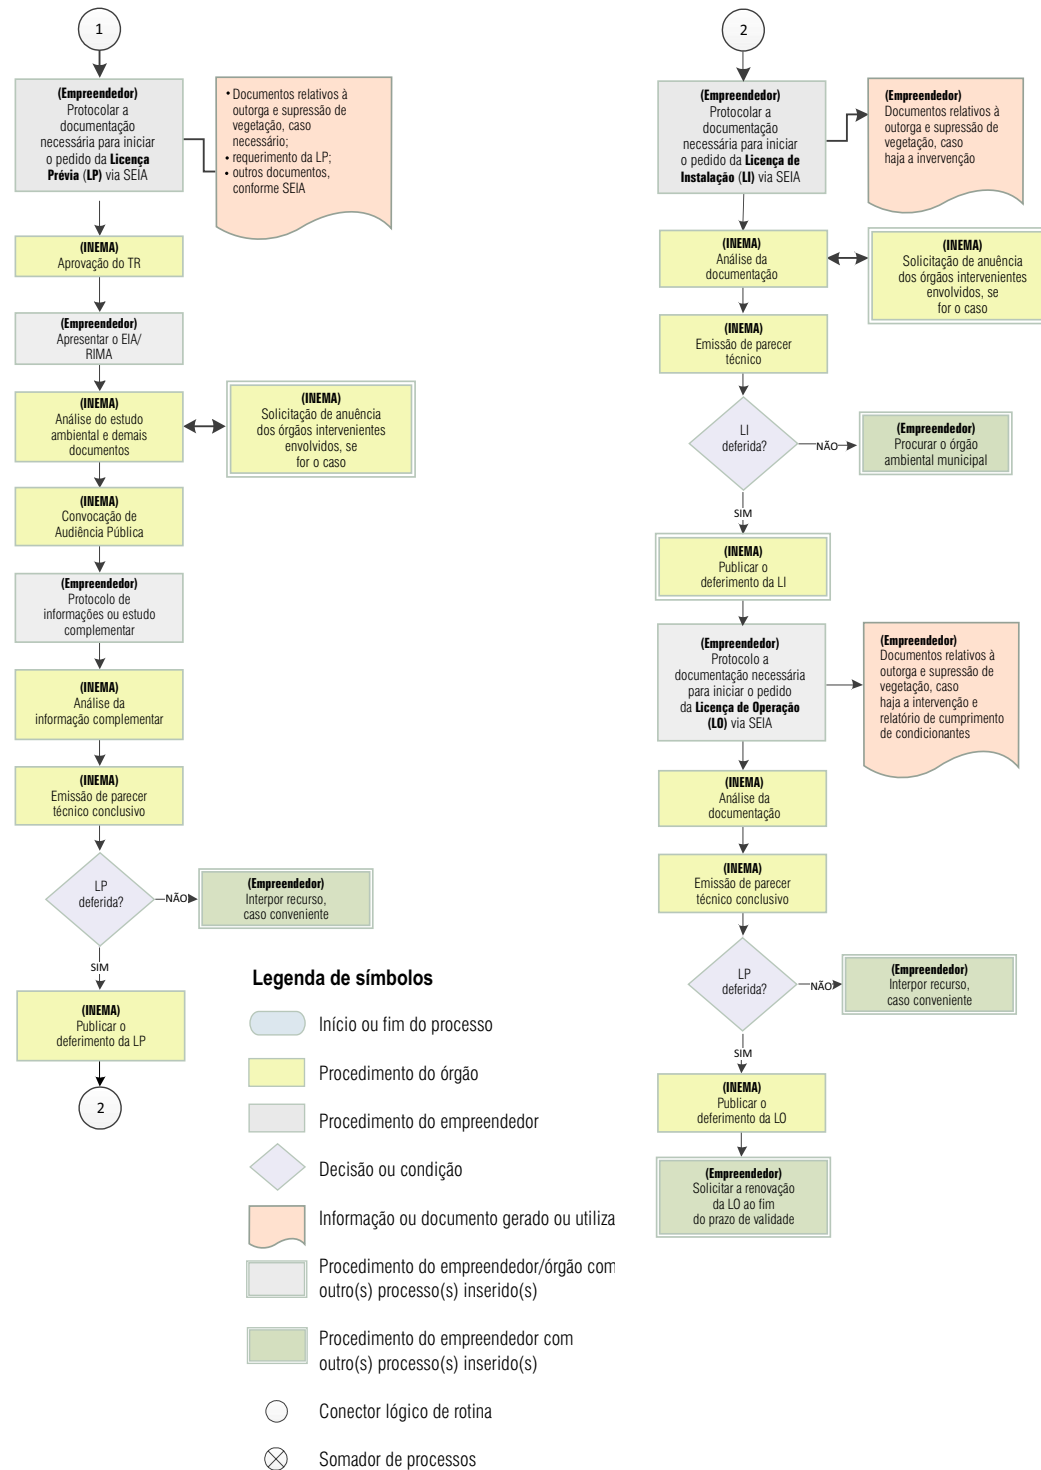 1
(Empreendedor)
Protocolar a
documentação
necessária para iniciar
o pedido da Licença
Prévia (LP) via SEIA
• Documentos relativos à
outorga e supressão de
vegetação, caso
necessário;
• requerimento da LP;
• outros documentos,
conforme SEIA
(INEMA)
Aprovação do TR
(Empreendedor)
Apresentar o EIA/
RIMA
(INEMA)
Análise do estudo
ambiental e demais
documentos
(INEMA)
Solicitação de anuência
dos órgãos intervenientes
envolvidos, se
for o caso
(INEMA)
Convocação de
Audiência Pública
(Empreendedor)
Protocolo de
informações ou estudo
complementar
(INEMA)
Análise da
informação complementar
(INEMA)
Emissão de parecer
técnico conclusivo
LP
deferida?
NÃO
(Empreendedor)
Interpor recurso,
caso conveniente
SIM
(INEMA)
Publicar o
deferimento da LP
2
2
(Empreendedor)
Protocolar a
documentação
necessária para iniciar
o pedido da Licença de
Instalação (LI) via SEIA
(Empreendedor)
Documentos relativos à
outorga e supressão de
vegetação, caso
haja a invervenção
(INEMA)
Análise da
documentação
(INEMA)
Solicitação de anuência
dos órgãos intervenientes
envolvidos, se
for o caso
(INEMA)
Emissão de parecer
técnico
LI
deferida?
NÃO
(Empreendedor)
Procurar o órgão
ambiental municipal
SIM
(INEMA)
Publicar o
deferimento da LI
(Empreendedor)
Protocolo a
documentação necessária
para iniciar o pedido
da Licença de Operação
(LO) via SEIA
(Empreendedor)
Documentos relativos à
outorga e supressão de
vegetação, caso
haja a intervenção e
relatório de cumprimento
de condicionantes
(INEMA)
Análise da
documentação
(INEMA)
Emissão de parecer
técnico conclusivo
LP
deferida?
NÃO
(Empreendedor)
Interpor recurso,
caso conveniente
SIM
(INEMA)
Publicar o
deferimento da LO
(Empreendedor)
Solicitar a renovação
da LO ao fim
do prazo de validade
Legenda de símbolos
Início ou fim do processo
Procedimento do órgão
Procedimento do empreendedor
Decisão ou condição
Informação ou documento gerado ou utiliza
Procedimento do empreendedor/órgão com
outro(s) processo(s) inserido(s)
Procedimento do empreendedor com
outro(s) processo(s) inserido(s)
Conector lógico de rotina
Somador de processos